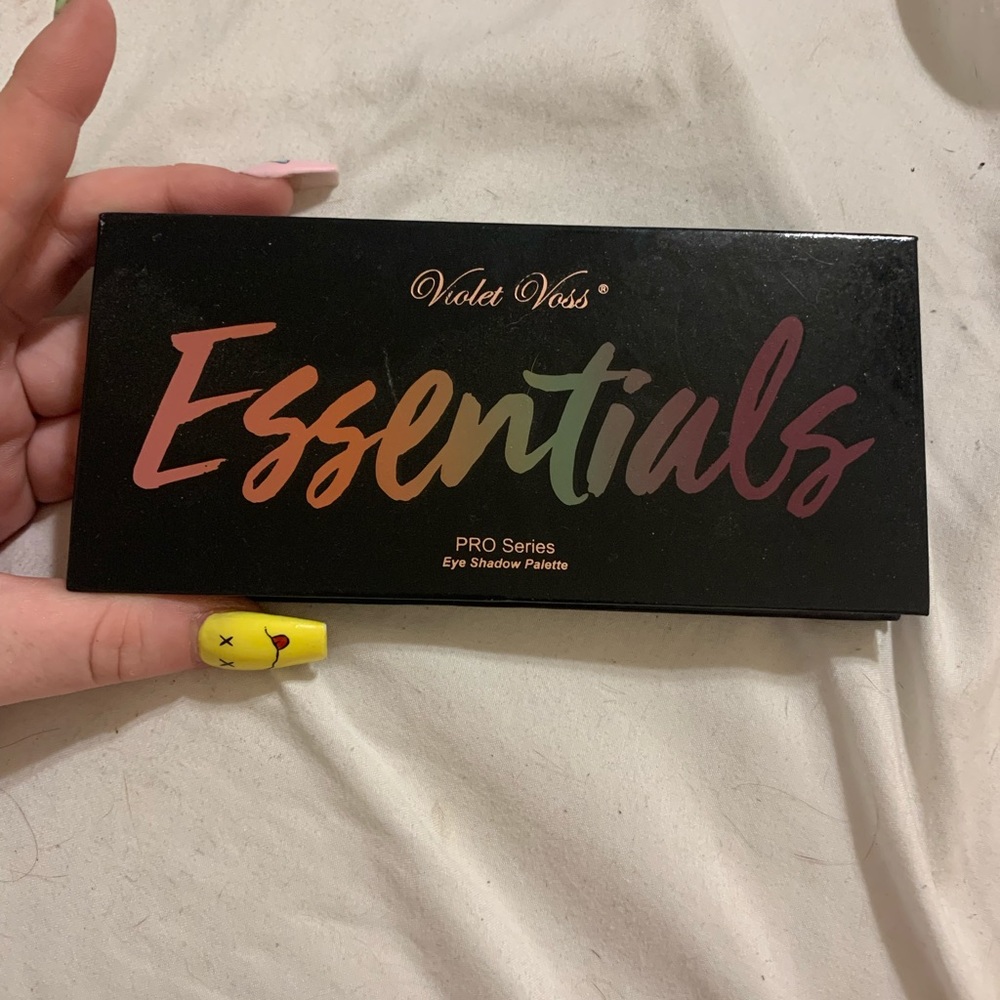 Violet Voss®
Essentials
PRO Series
Eye Shadow Palette